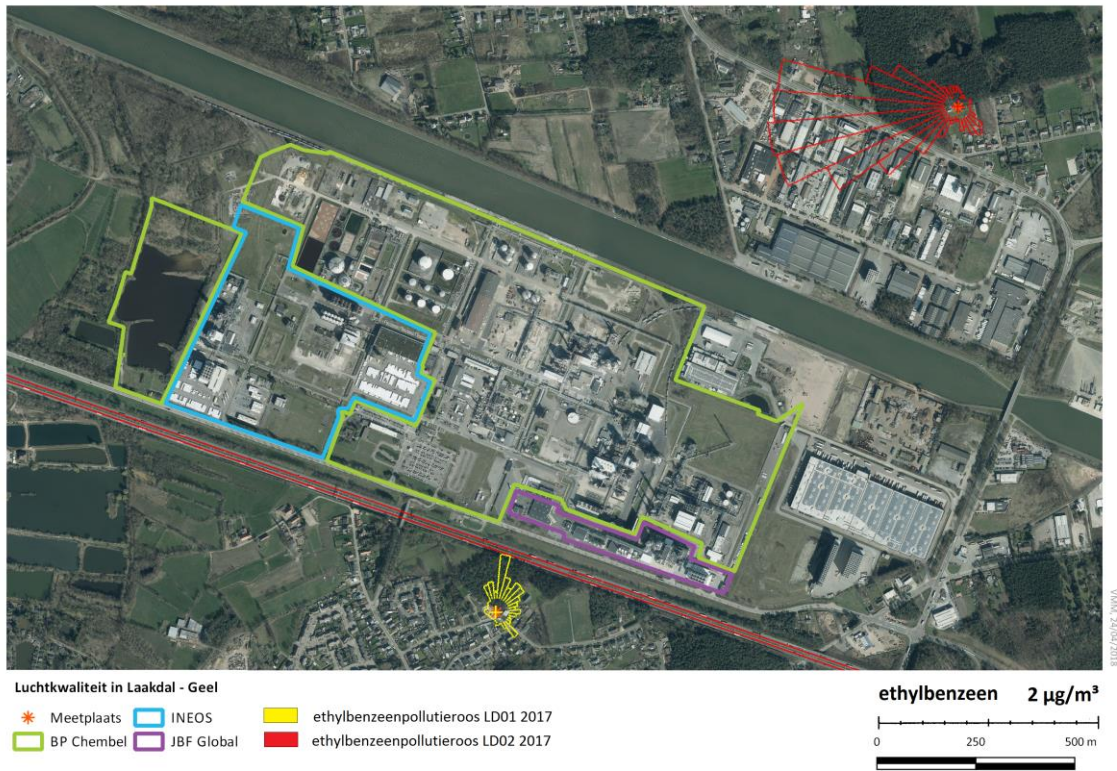 VMM, 24/04/2018
Luchtkwaliteit in Laakdal - Geel
Meetplaats
INEOS
ethylbenzeenpollutieroos LD01 2017
BP Chembel
JBF Global
ethylbenzeenpollutieroos LD02 2017
ethylbenzeen 2 µg/m³
0 250 500 m